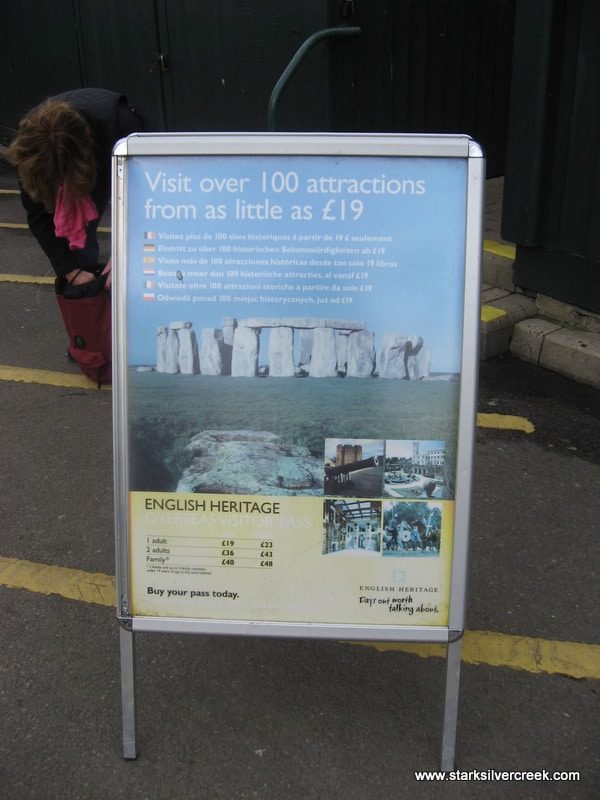 Visit over 100 attractions
from as little as £19
Visitez plus de 100 sites historiques à partir de 19 £ seulement
Eintritt zu über 100 historischen Sehenswürdigkeiten ab £19
Visite más de 100 atracciones históricas desde tan sólo 19 libras
meer dan 100 historische attracties, al vanaf £19
Visitate oltre 100 attrazioni storiche a partire da sole £19
Odwiedź ponad 100 miejsc historycznych, już od £19
ENGLISH HERITAGE
OVERSEAS VISITOR PASS
1 adult £19 £23
2 adults £36 £43
Family* £40 £48
Buy your pass today.
ENGLISH HERITAGE
Days out worth
talking about.
www.starksilvercreek.com